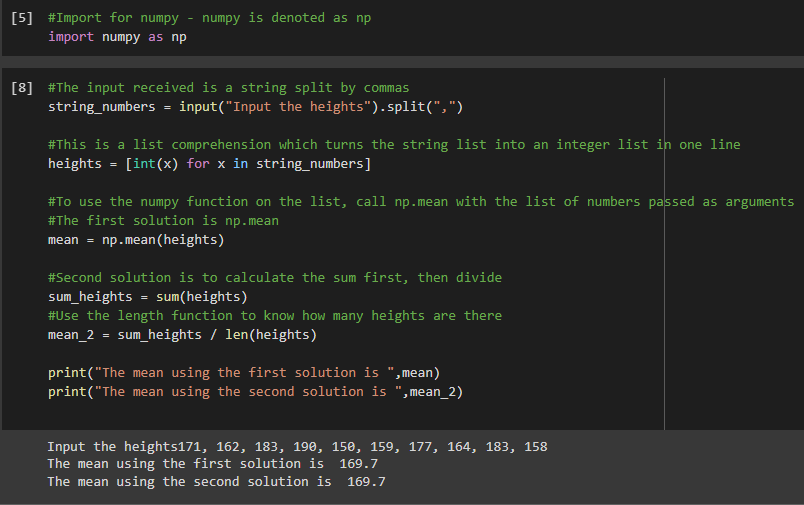 [5] #Import for numpy - numpy is denoted as np
import numpy as np
[8] #The input received is a string split by commas
string_numbers = input("Input the heights").split(",")
#This is a list comprehension which turns the string list into an integer list in one line
heights = [int(x) for x in string_numbers]
#To use the numpy function on the list, call np.mean with the list of numbers passed as arguments
#The first solution is np.mean
mean = np.mean(heights)
#Second solution is to calculate the sum first, then divide
sum_heights = sum(heights)
#Use the length function to know how many heights are there
mean_2 = sum_heights / len(heights)
print("The mean using the first solution is ",mean)
print("The mean using the second solution is ",mean_2)
Input the heights171, 162, 183, 190, 150, 159, 177, 164, 183, 158
The mean using the first solution is  169.7
The mean using the second solution is  169.7